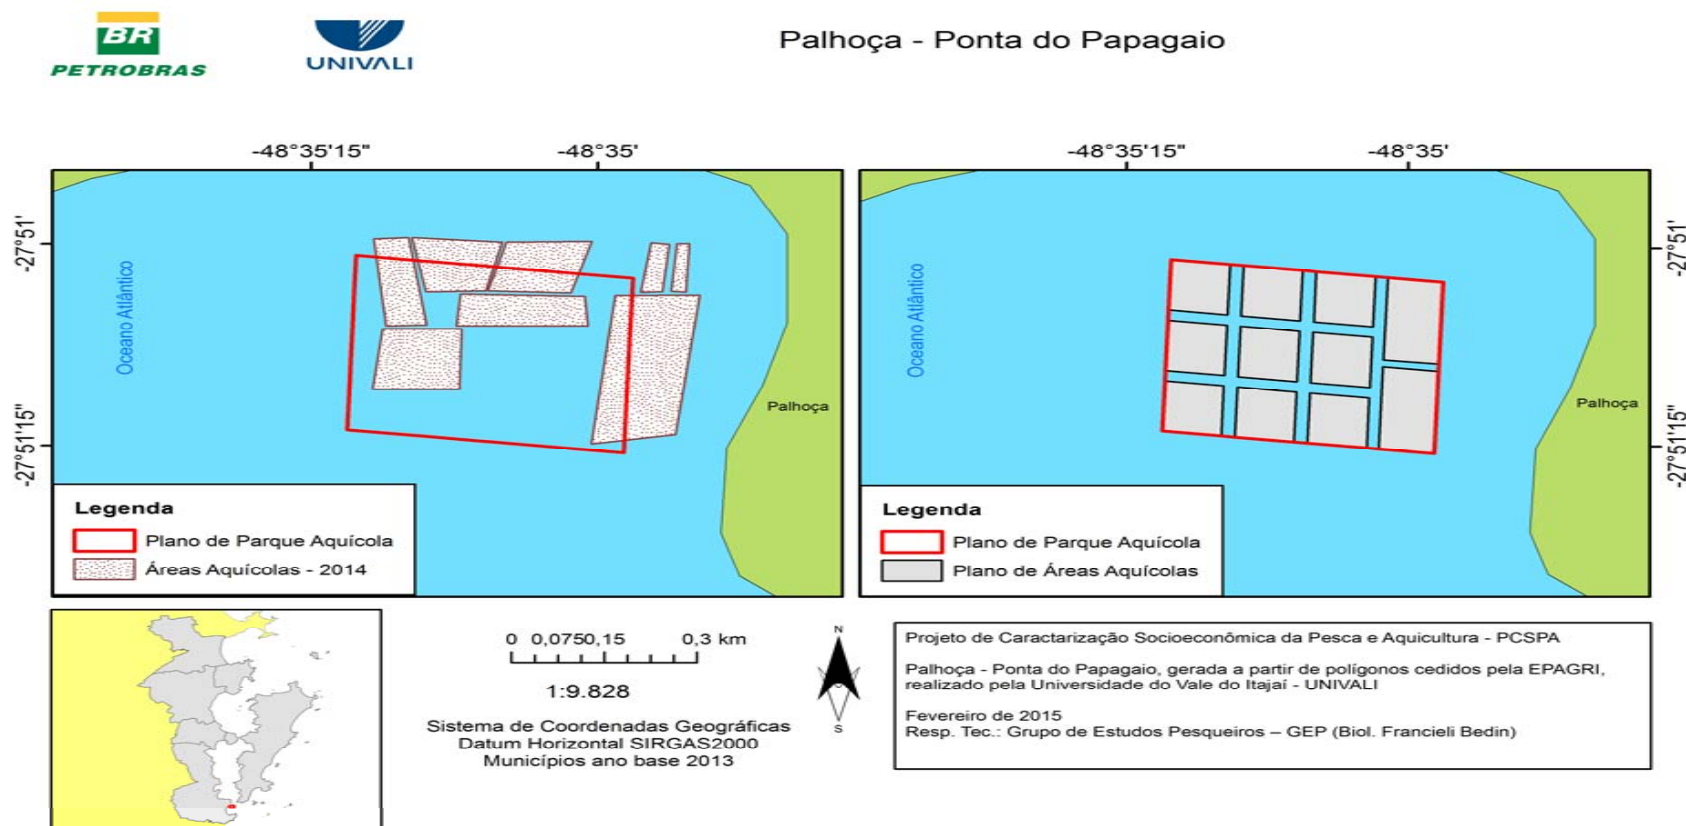 BR
PETROBRAS
UNIVALI
Palhoça - Ponta do Papagaio
-48°35'15"
-48°35'
-48°35'15"
-48°35'
-27°51'
-27°51'15"
Oceano Atlântico
Palhoça
Oceano Atlântico
Palhoça
-27°51'
-27°51'15"
Legenda
Plano de Parque Aquícola
Áreas Aquícolas - 2014
Legenda
Plano de Parque Aquícola
Plano de Áreas Aquícolas
0 0,0750,15 0,3 km
1:9.828
Sistema de Coordenadas Geográficas
Datum Horizontal SIRGAS2000
Municípios ano base 2013
N
S
Projeto de Caractarização Socioeconômica da Pesca e Aquicultura - PCSPA
Palhoça - Ponta do Papagaio, gerada a partir de polígonos cedidos pela EPAGRI,
realizado pela Universidade do Vale do Itajaí - UNIVALI
Fevereiro de 2015
Resp. Tec.: Grupo de Estudos Pesqueiros – GEP (Biol. Francieli Bedin)